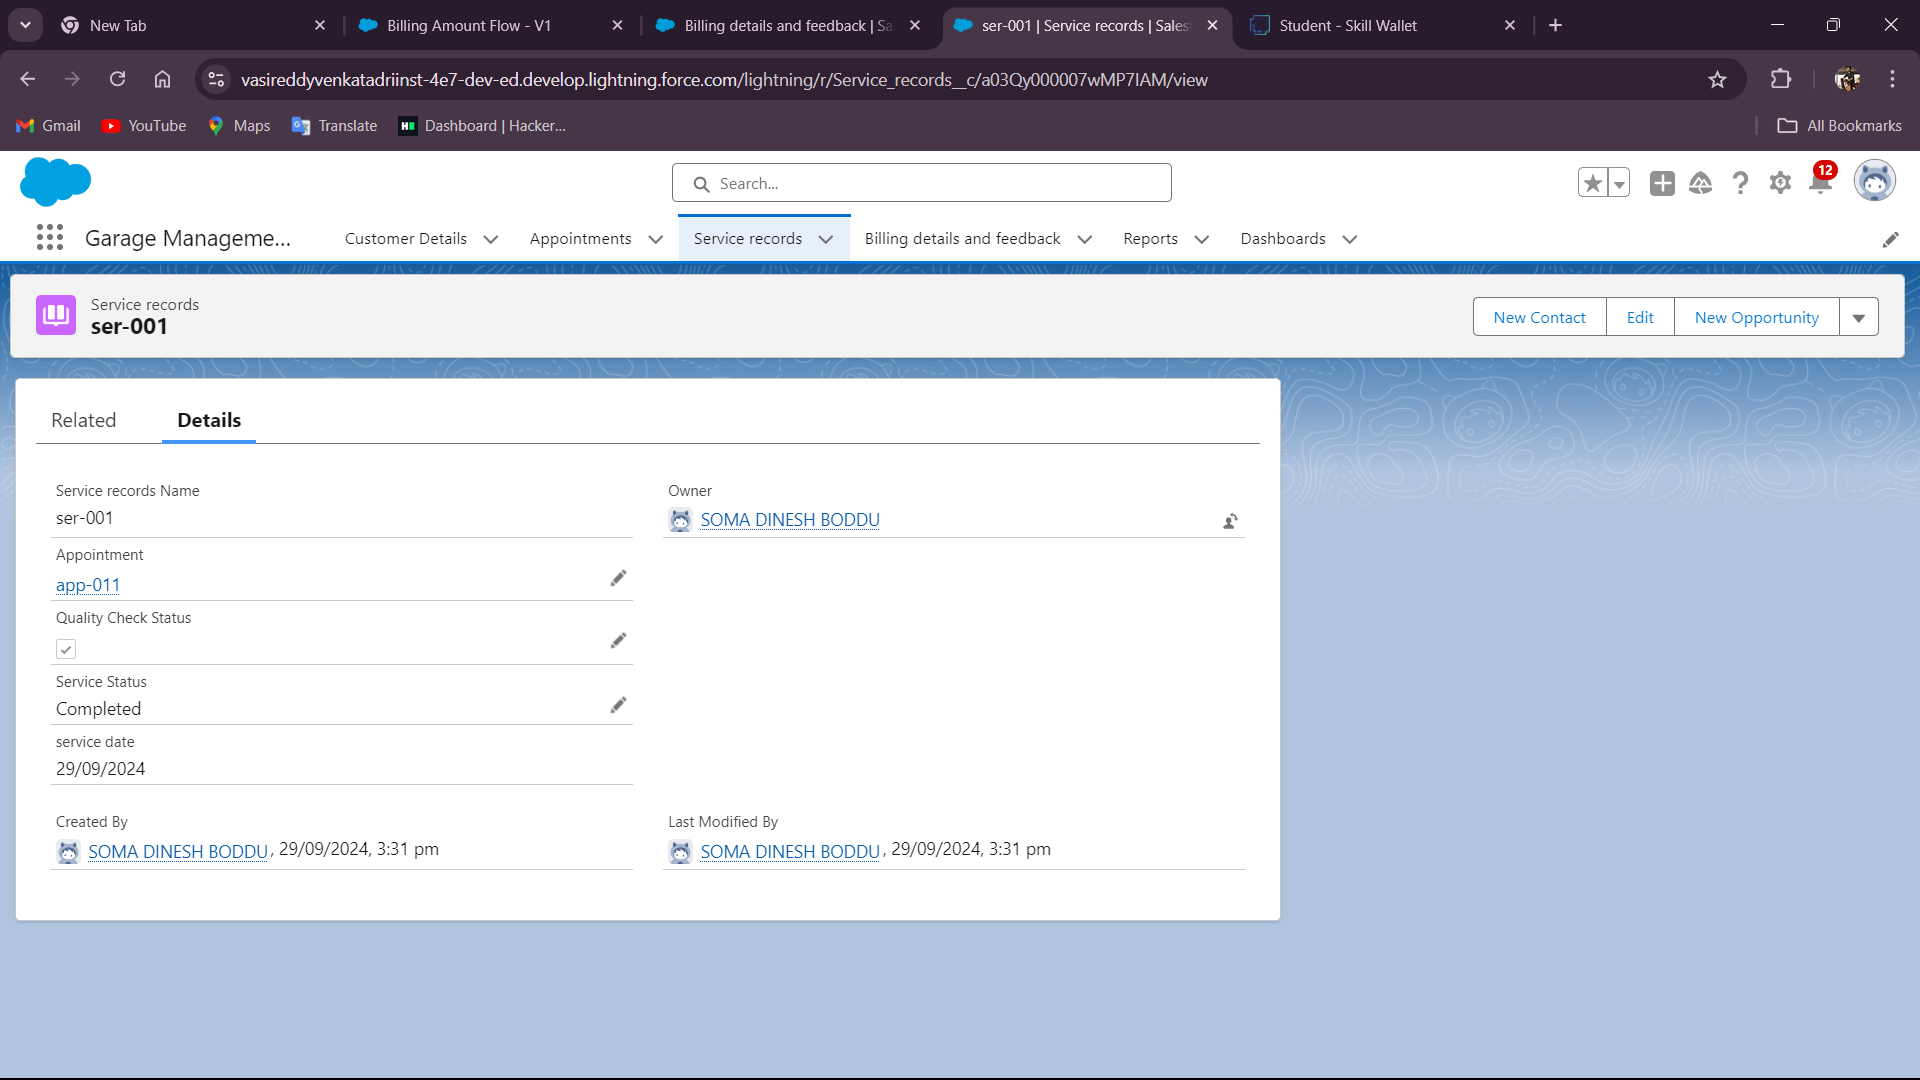 New Tab
Billing Amount Flow - V1
Billing details and feedback | Sa
ser-001 | Service records | Sales
Student - Skill Wallet
vasireddyvenkatadriinst-4e7-dev-ed.develop.lightning.force.com/lightning/r/Service_records__c/a03Qy000007wMP7IAM/view
Gmail
YouTube
Maps
Translate
Dashboard | Hacker...
All Bookmarks
Search...
12
Garage Manageme...
Customer Details
Appointments
Service records
Billing details and feedback
Reports
Dashboards
Service records
ser-001
New Contact
Edit
New Opportunity
Related
Details
Service records Name
ser-001
Owner
SOMA DINESH BODDU
Appointment
app-011
Quality Check Status
Service Status
Completed
service date
29/09/2024
Created By
SOMA DINESH BODDU, 29/09/2024, 3:31 pm
Last Modified By
SOMA DINESH BODDU, 29/09/2024, 3:31 pm